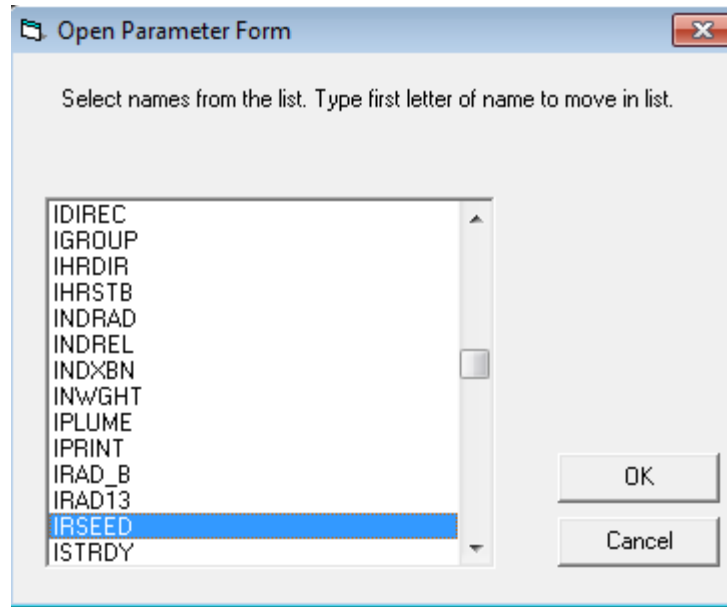 Open Parameter Form
Select names from the list. Type first letter of name to move in list.
IDIREC
IGROUP
IHRDIR
IHRSTB
INDRAD
INDREL
INDXBN
INWGHT
IPLUME
IPRINT
IRAD_B
IRAD13
IRSEED
ISTRDY
OK
Cancel